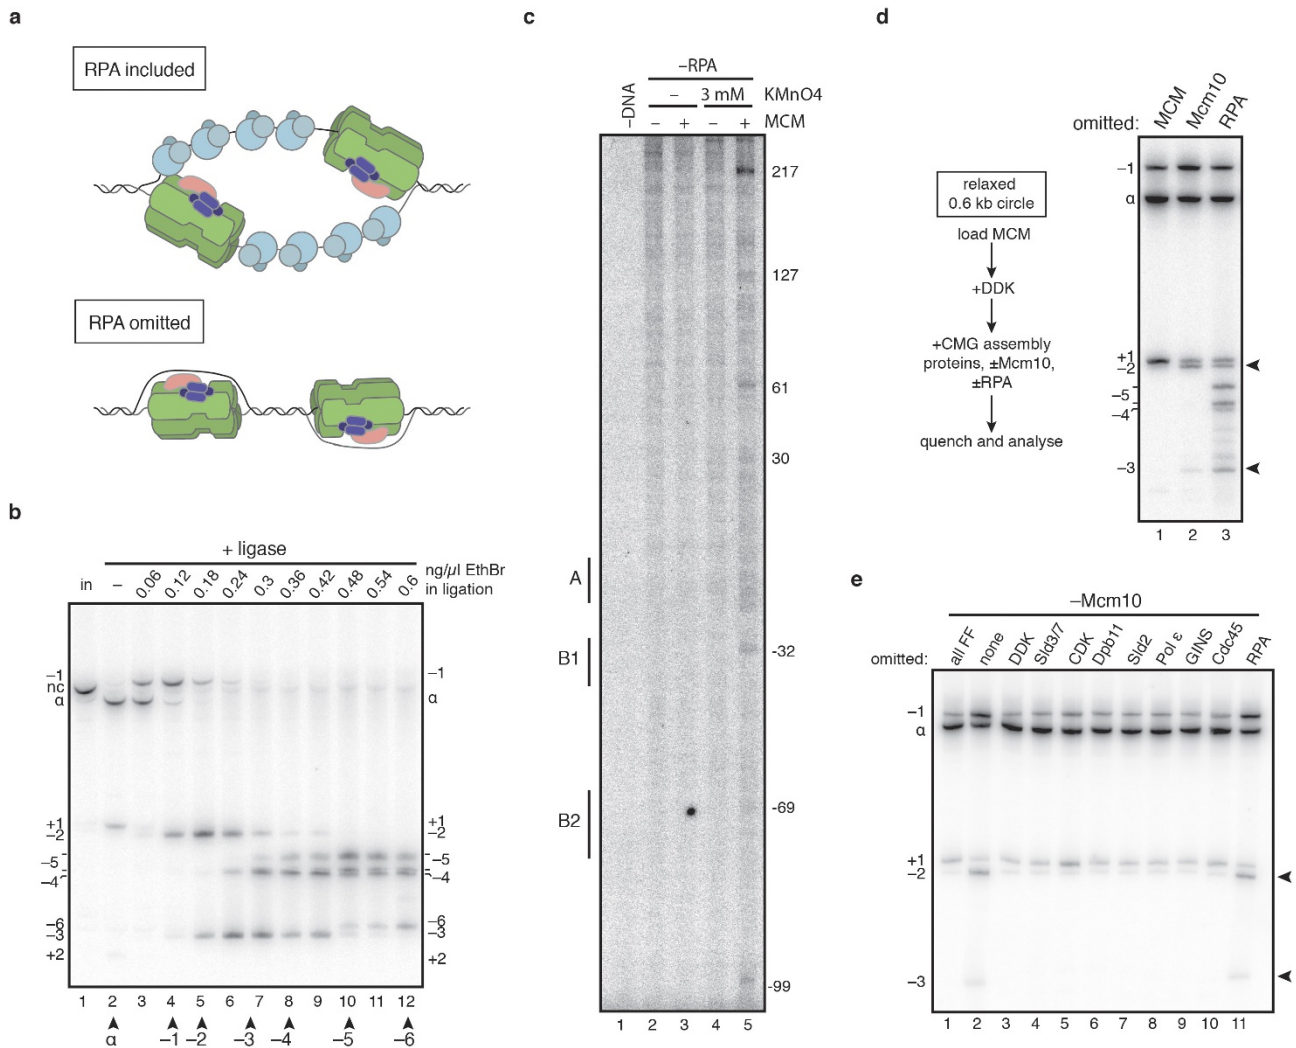 a
RPA included
RPA omitted
b
+ ligase
in
–
0.06
0.12
0.18
0.24
0.3
0.36
0.42
0.48
0.54
0.6
ng/µl EthBr
in ligation
–1
nc
α
+1
–2
–5
–4
–6
–3
+2
–1
α
+1
–2
–5
–4
–6
–3
+2
1 2 3 4 5 6 7 8 9 10 11 12
α –1 –2 –3 –4 –5 –6
c
–RPA
–DNA
– 3 mM KMnO4
– + – + MCM
217
127
61
30
A
B1
-32
B2
-69
-99
1 2 3 4 5
d
relaxed
0.6 kb circle
load MCM
+DDK
+CMG assembly
proteins, ±Mcm10,
±RPA
quench and analyse
omitted: MCM Mcm10 RPA
–1
α
+1
–2
–5
–4
–3
1 2 3
e
–Mcm10
omitted: all FF none DDK Sld3/7 CDK Dpb11 Sld2 Pol ε GINS Cdc45 RPA
–1
α
+1
–2
–3
1 2 3 4 5 6 7 8 9 10 11